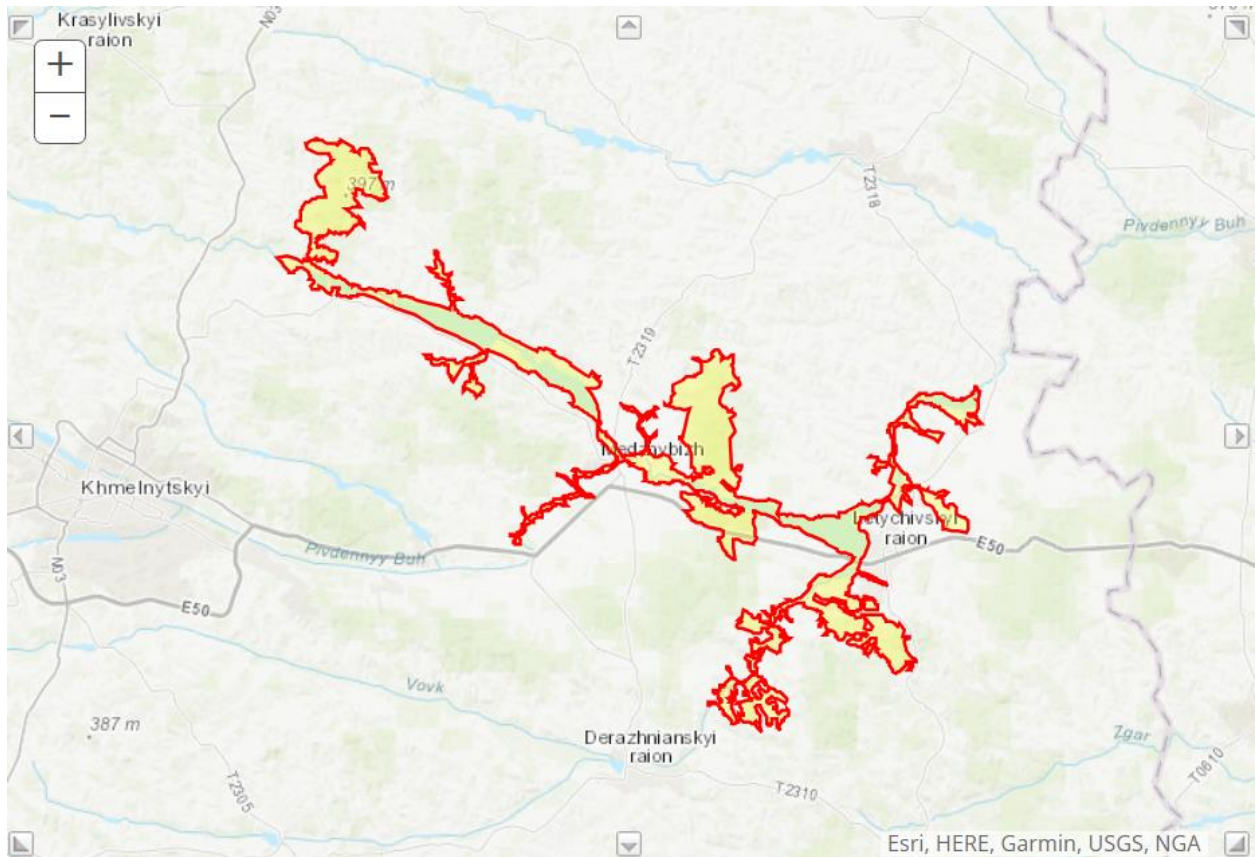 Krasylivskyi
raion
N03
+
−
397 m
T2318
Pivdennyy Buh
T2319
Medzhybizh
Khmelnytskyi
Letychivskyi
raion
E50
Pivdennyy Buh
N03
E50
Vovk
387 m
Derazhnianskyi
raion
Zgar
T2305
T2310
T0610
Esri, HERE, Garmin, USGS, NGA